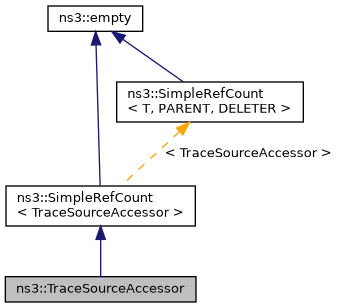 ns3::empty
ns3::SimpleRefCount
< T, PARENT, DELETER >
< TraceSourceAccessor >
ns3::SimpleRefCount
< TraceSourceAccessor >
ns3::TraceSourceAccessor